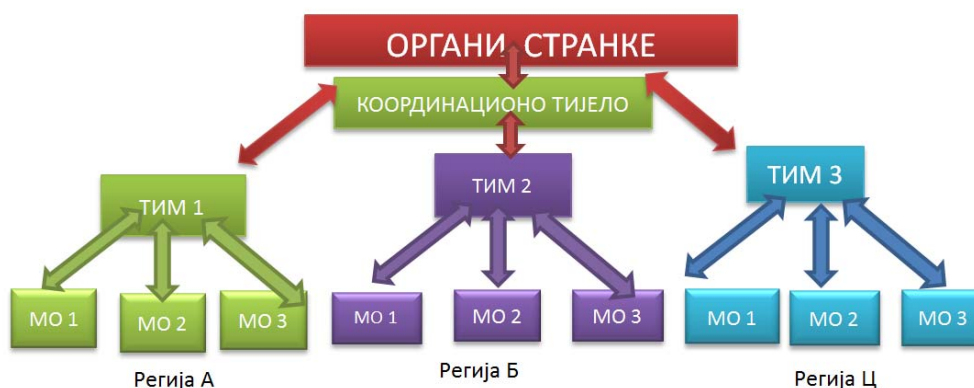 ОРГАНИ СТРАНКЕ
КООРДИНАЦИОНО ТИЈЕЛО
ТИМ 1
ТИМ 2
ТИМ 3
МО 1
МО 2
МО 3
МО 1
МО 2
МО 3
МО 1
МО 2
МО 3
Регија А
Регија Б
Регија Ц